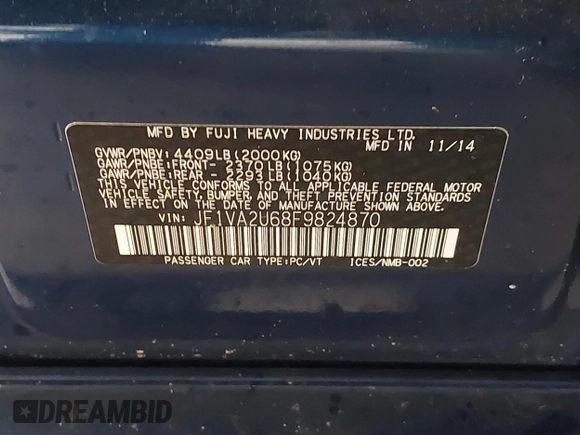 MFD BY FUJI HEAVY INDUSTRIES LTD.
MFD IN 11/14
GVWR/PNBV: 4409LB(2000KG)
GAWR/PNBE:FRONT- 2370LB(1075KG)
GAWR/PNBE:REAR - 2293LB(1040KG)
THIS VEHICLE CONFORMS TO ALL APPLICABLE FEDERAL MOTOR
VEHICLE SAFETY, BUMPER, AND THEFT PREVENTION STANDARDS
IN EFFECT ON THE DATE OF MANUFACTURE SHOWN ABOVE.
VIN: JF1VA2U68F9824870
PASSENGER CAR TYPE:PC/VT ICES/NMB-002
DREAMBID